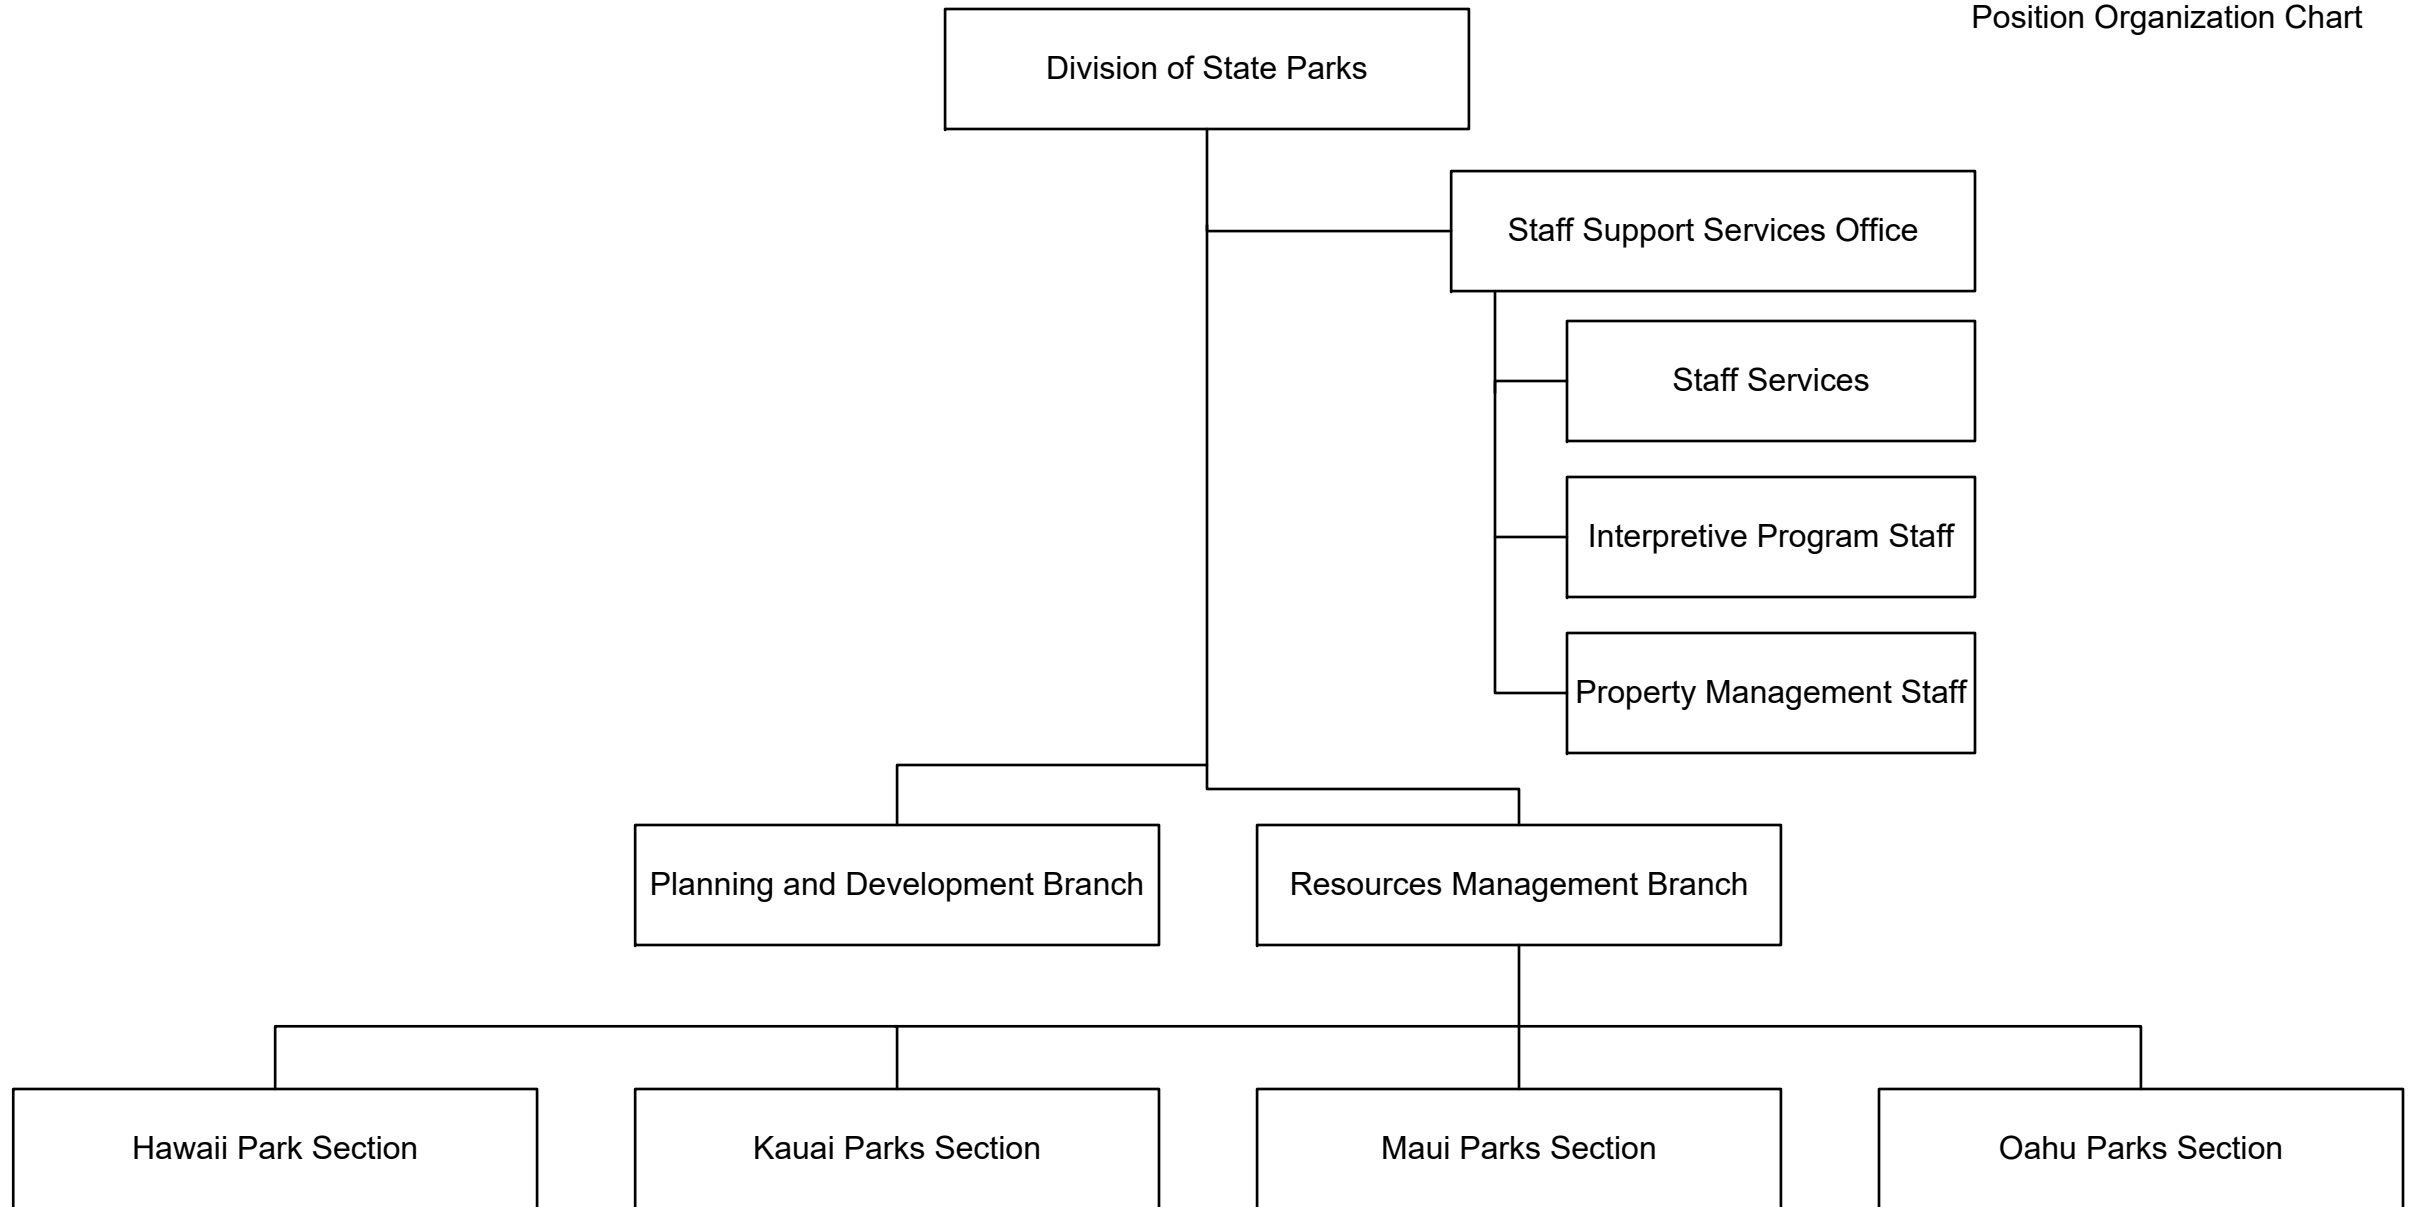 Position Organization Chart
Division of State Parks
Staff Support Services Office
Staff Services
Interpretive Program Staff
Property Management Staff
Planning and Development Branch
Resources Management Branch
Hawaii Park Section
Kauai Parks Section
Maui Parks Section
Oahu Parks Section